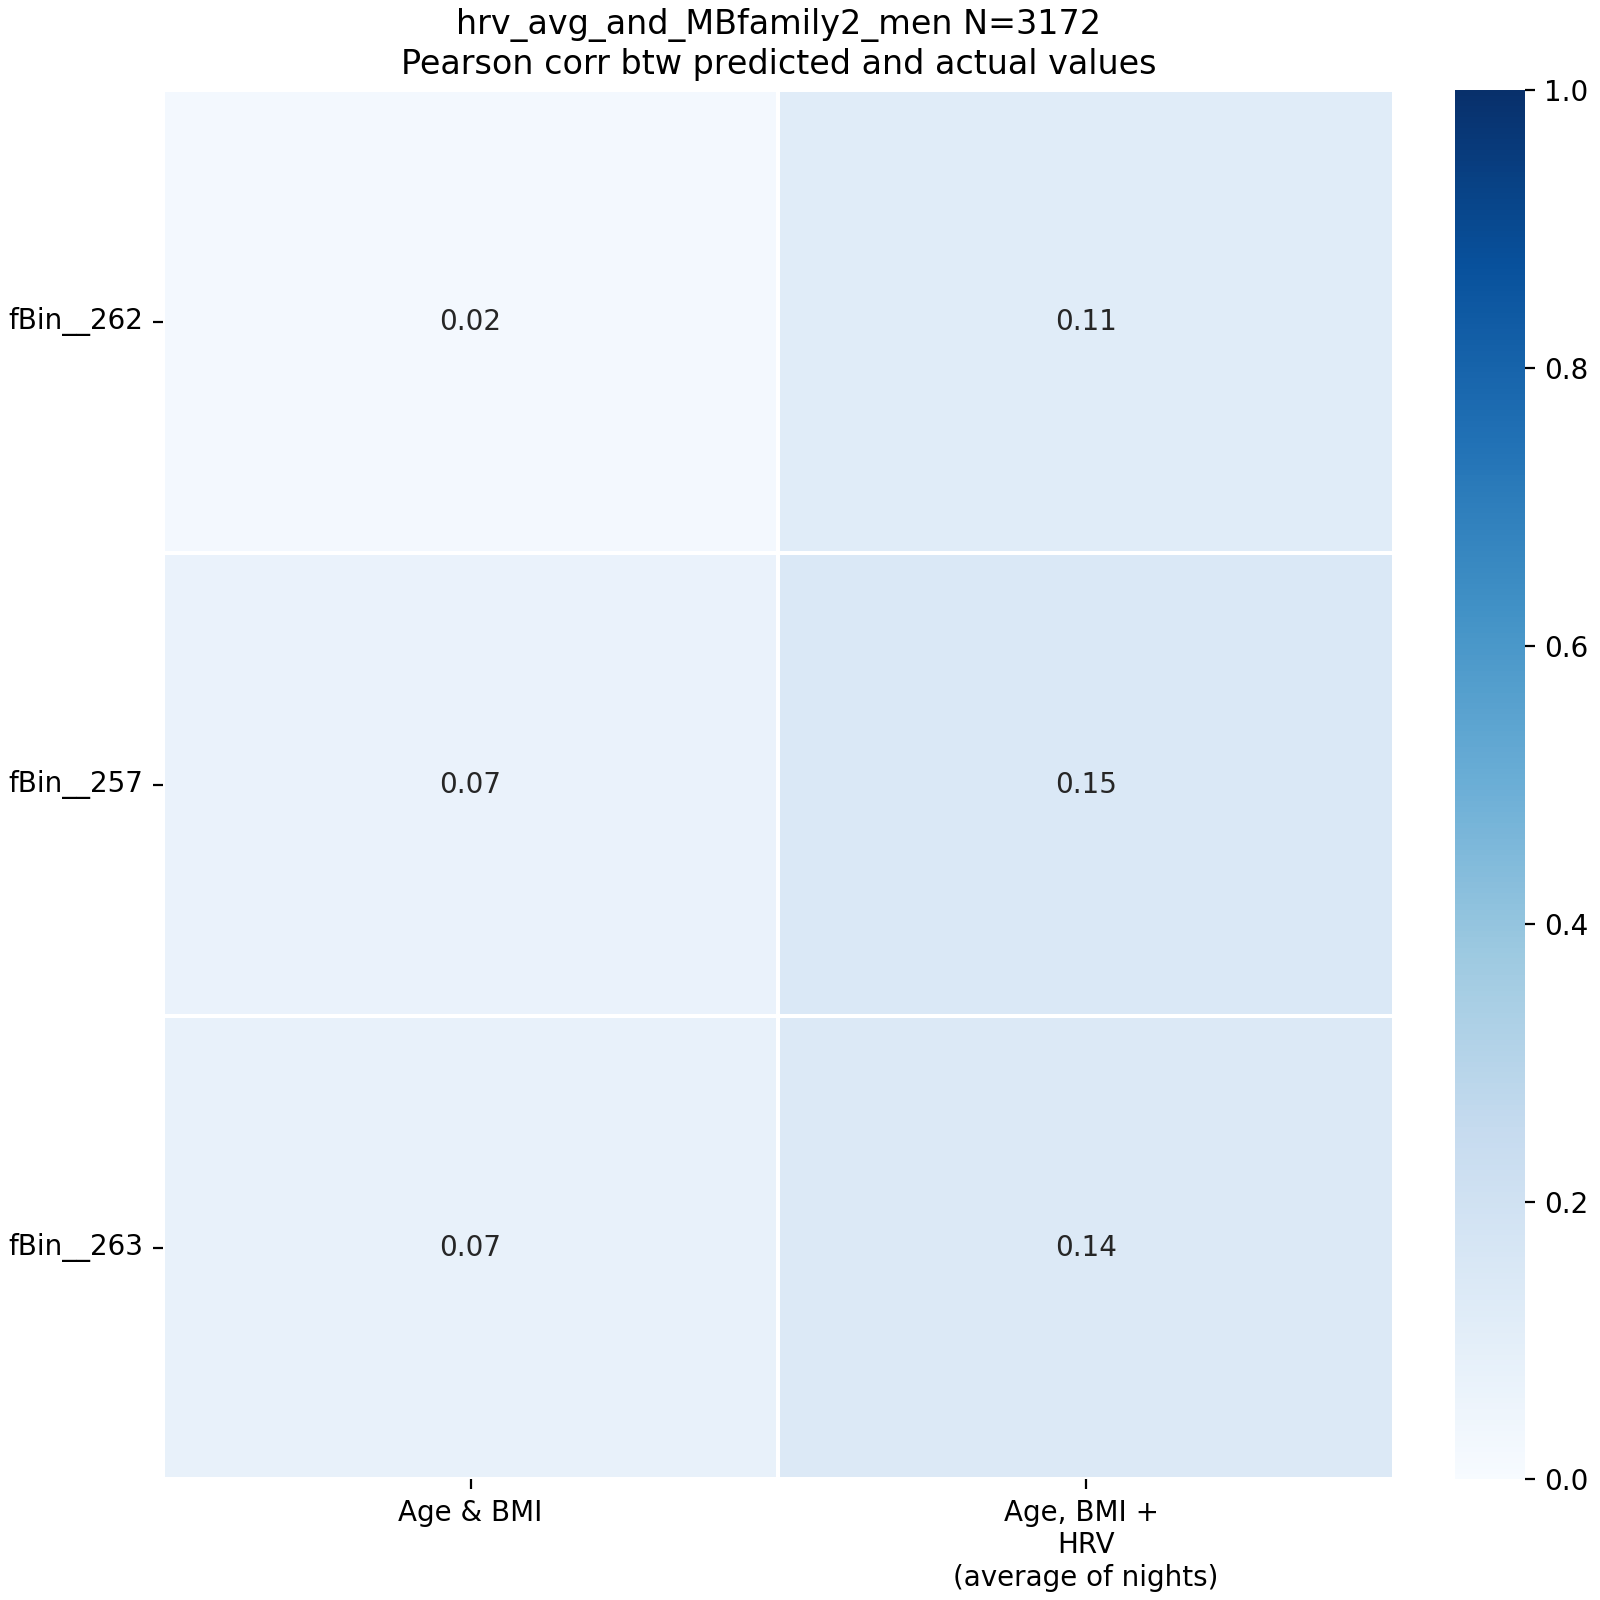 hrv_avg_and_MBfamily2_men N=3172
Pearson corr btw predicted and actual values
fBin__262
0.02
0.11
fBin__257
0.07
0.15
fBin__263
0.07
0.14
Age & BMI
Age, BMI +
HRV
(average of nights)
1.0
0.8
0.6
0.4
0.2
0.0